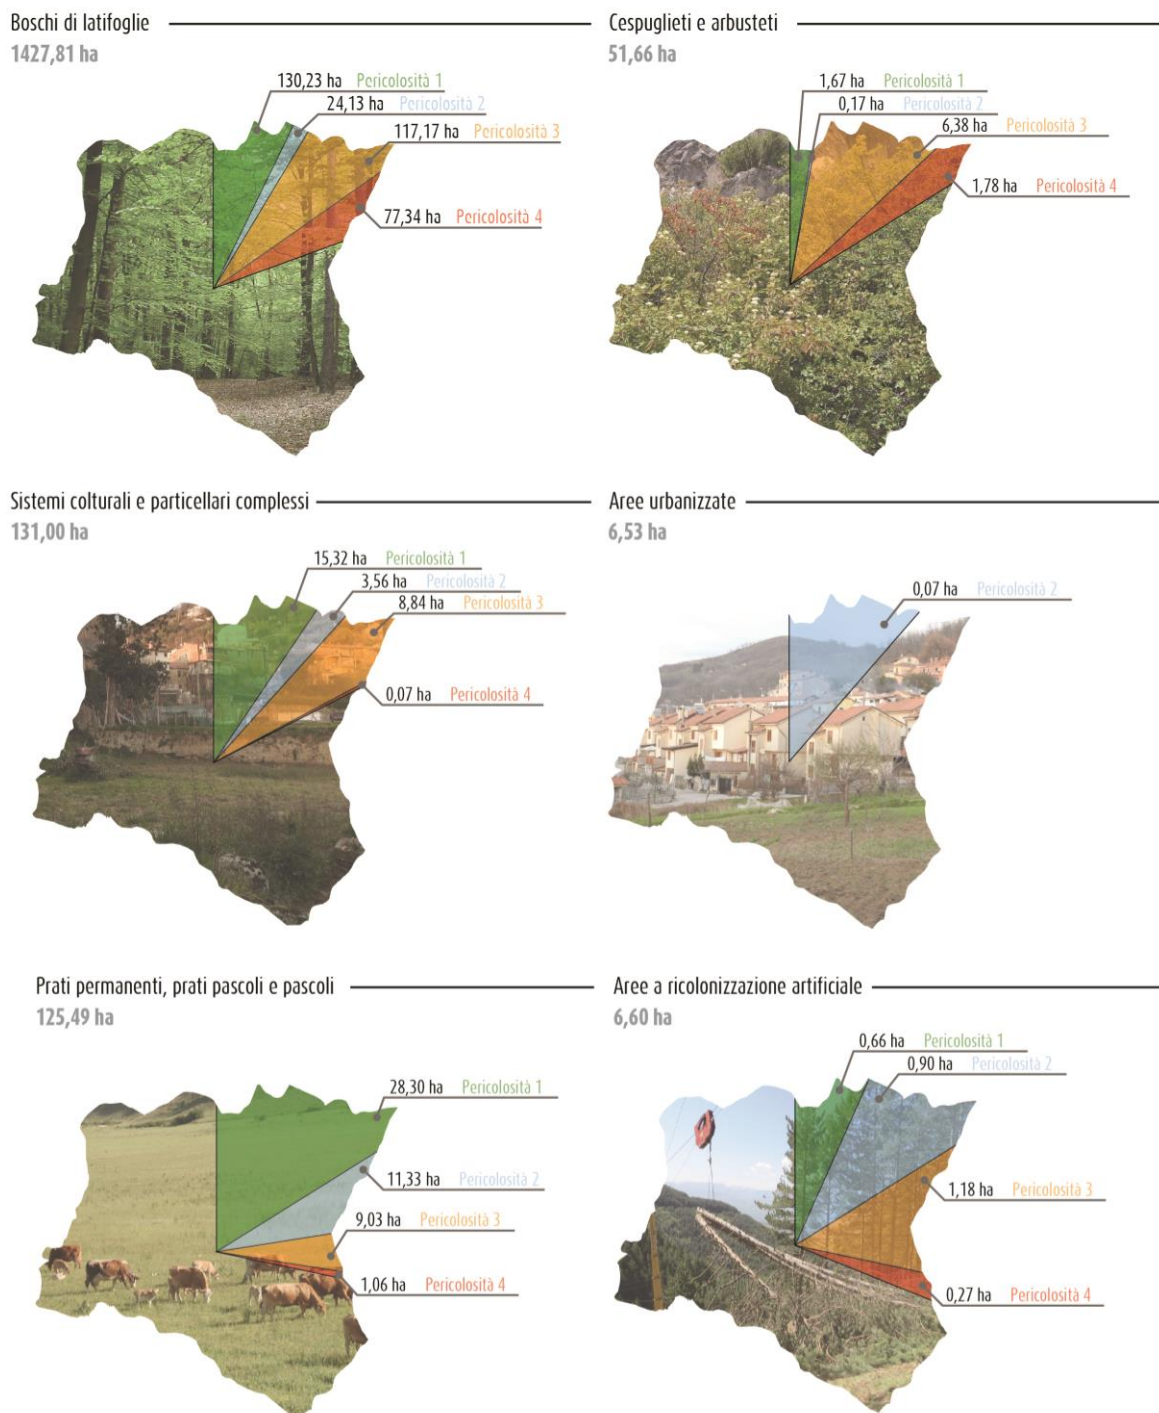 Boschi di latifoglie
1427,81 ha
130,23 ha Pericolosità 1
24,13 ha Pericolosità 2
117,17 ha Pericolosità 3
77,34 ha Pericolosità 4
Cespuglieti e arbusteti
51,66 ha
1,67 ha Pericolosità 1
0,17 ha Pericolosità 2
6,38 ha Pericolosità 3
1,78 ha Pericolosità 4
Sistemi colturali e particellari complessi
131,00 ha
15,32 ha Pericolosità 1
3,56 ha Pericolosità 2
8,84 ha Pericolosità 3
0,07 ha Pericolosità 4
Aree urbanizzate
6,53 ha
0,07 ha Pericolosità 2
Prati permanenti, prati pascoli e pascoli
125,49 ha
28,30 ha Pericolosità 1
11,33 ha Pericolosità 2
9,03 ha Pericolosità 3
1,06 ha Pericolosità 4
Aree a ricolonizzazione artificiale
6,60 ha
0,66 ha Pericolosità 1
0,90 ha Pericolosità 2
1,18 ha Pericolosità 3
0,27 ha Pericolosità 4